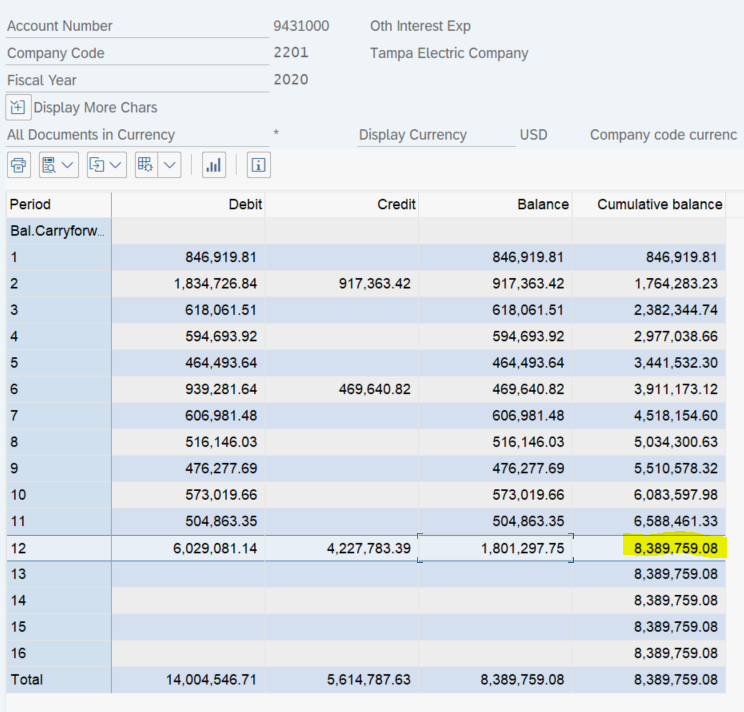 Account Number 9431000 Oth Interest Exp
Company Code 2201 Tampa Electric Company
Fiscal Year 2020
Display More Chars
All Documents in Currency * Display Currency USD Company code currenc
Period Debit Credit Balance Cumulative balance
Bal.Carryforw...
1 846,919.81 846,919.81 846,919.81
2 1,834,726.84 917,363.42 917,363.42 1,764,283.23
3 618,061.51 618,061.51 2,382,344.74
4 594,693.92 594,693.92 2,977,038.66
5 464,493.64 464,493.64 3,441,532.30
6 939,281.64 469,640.82 469,640.82 3,911,173.12
7 606,981.48 606,981.48 4,518,154.60
8 516,146.03 516,146.03 5,034,300.63
9 476,277.69 476,277.69 5,510,578.32
10 573,019.66 573,019.66 6,083,597.98
11 504,863.35 504,863.35 6,588,461.33
12 6,029,081.14 4,227,783.39 1,801,297.75 8,389,759.08
13 8,389,759.08
14 8,389,759.08
15 8,389,759.08
16 8,389,759.08
Total 14,004,546.71 5,614,787.63 8,389,759.08 8,389,759.08